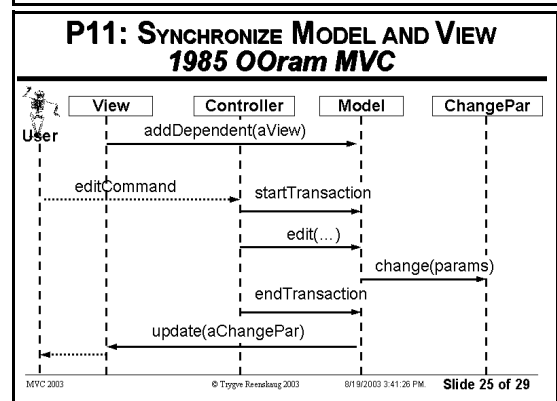 P11: SYNCHRONIZE MODEL AND VIEW
1985 OOram MVC
View Controller Model ChangePar
User
addDependent(aView)
editCommand
startTransaction
edit(...)
change(params)
endTransaction
update(aChangePar)
MVC 2003 © Trygve Reenskaug 2003 8/19/2003 3:41:26 PM. Slide 25 of 29